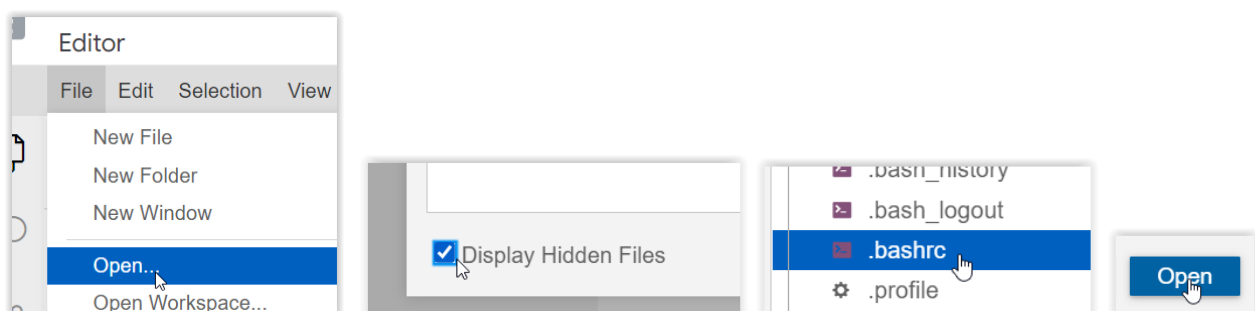 Editor
File Edit Selection View
New File
New Folder
New Window
Open...
Open Workspace...
Display Hidden Files
.bash_history
.bash_logout
.bashrc
.profile
Open